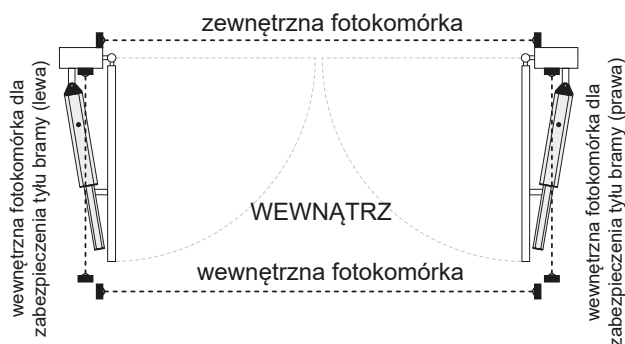 zewnętrzna fotokomórka
wewnętrzna fotokomórka dla
zabezpieczenia tyłu bramy (lewa)
WEWNĄTRZ
wewnętrzna fotokomórka
wewnętrzna fotokomórka dla
zabezpieczenia tyłu bramy (prawa)